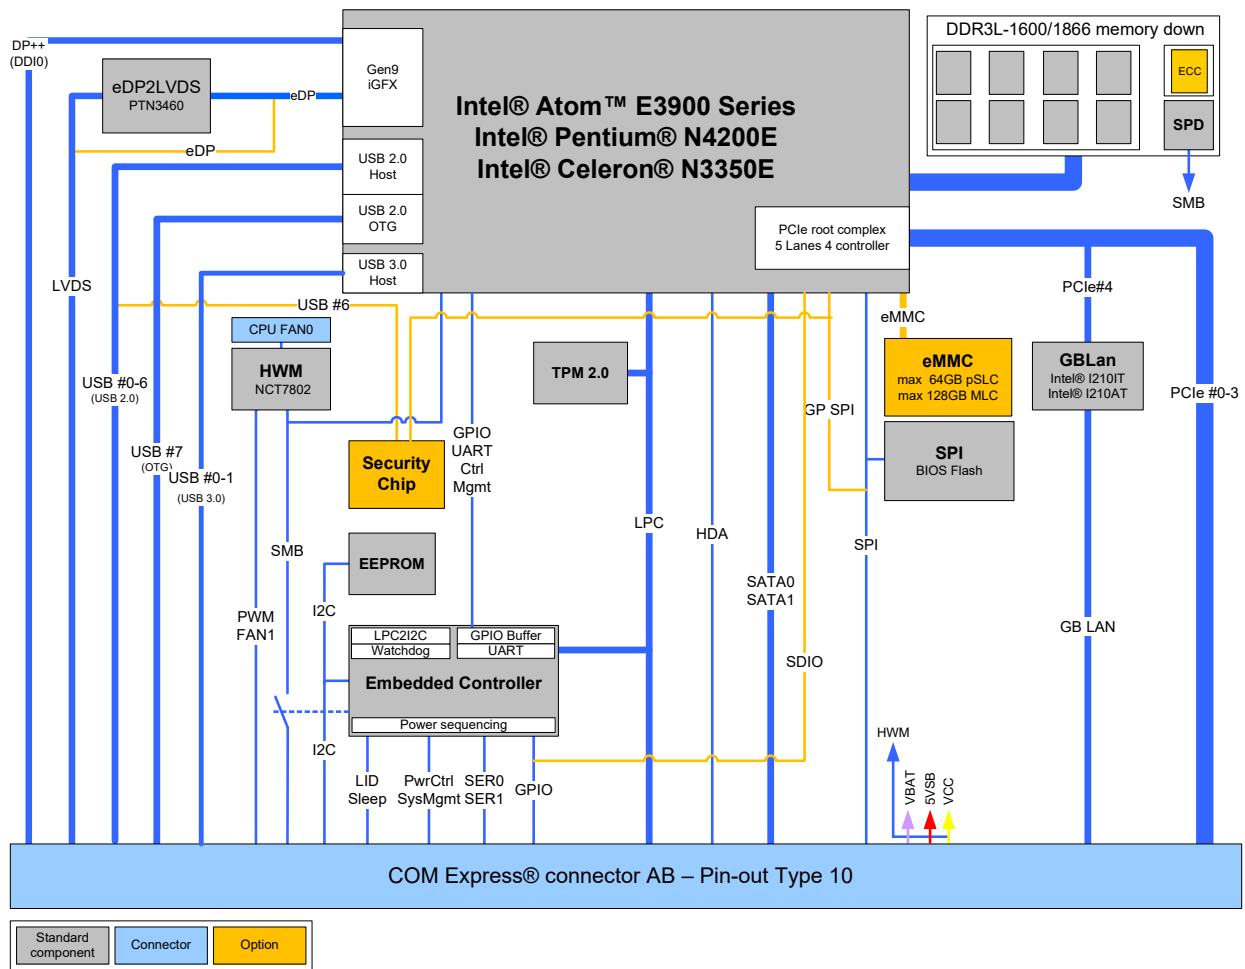 DP++
(DDI0)
eDP2LVDS
PTN3460
eDP
eDP
Gen9
iGFX
Intel® Atom™ E3900 Series
Intel® Pentium® N4200E
Intel® Celeron® N3350E
DDR3L-1600/1866 memory down
ECC
SPD
SMB
USB 2.0
Host
USB 2.0
OTG
USB 3.0
Host
PCIe root complex
5 Lanes 4 controller
LVDS
USB #6
CPU FAN0
HWM
NCT7802
TPM 2.0
eMMC
eMMC
max  64GB pSLC
max 128GB MLC
PCIe#4
GBLan
Intel® I210IT
Intel® I210AT
PCIe #0-3
USB #0-6
(USB 2.0)
USB #7
(OTG)
USB #0-1
(USB 3.0)
GPIO
UART
Ctrl
Mgmt
GP SPI
Security
Chip
SPI
BIOS Flash
SMB
EEPROM
LPC
HDA
SPI
SATA0
SATA1
I2C
PWM
FAN1
LPC2I2C
Watchdog
GPIO Buffer
UART
Embedded Controller
Power sequencing
SDIO
GB LAN
I2C
LID
Sleep
PwrCtrl
SysMgmt
SER0
SER1
GPIO
HWM
VBAT
5VSB
VCC
COM Express® connector AB – Pin-out Type 10
Standard
component
Connector
Option